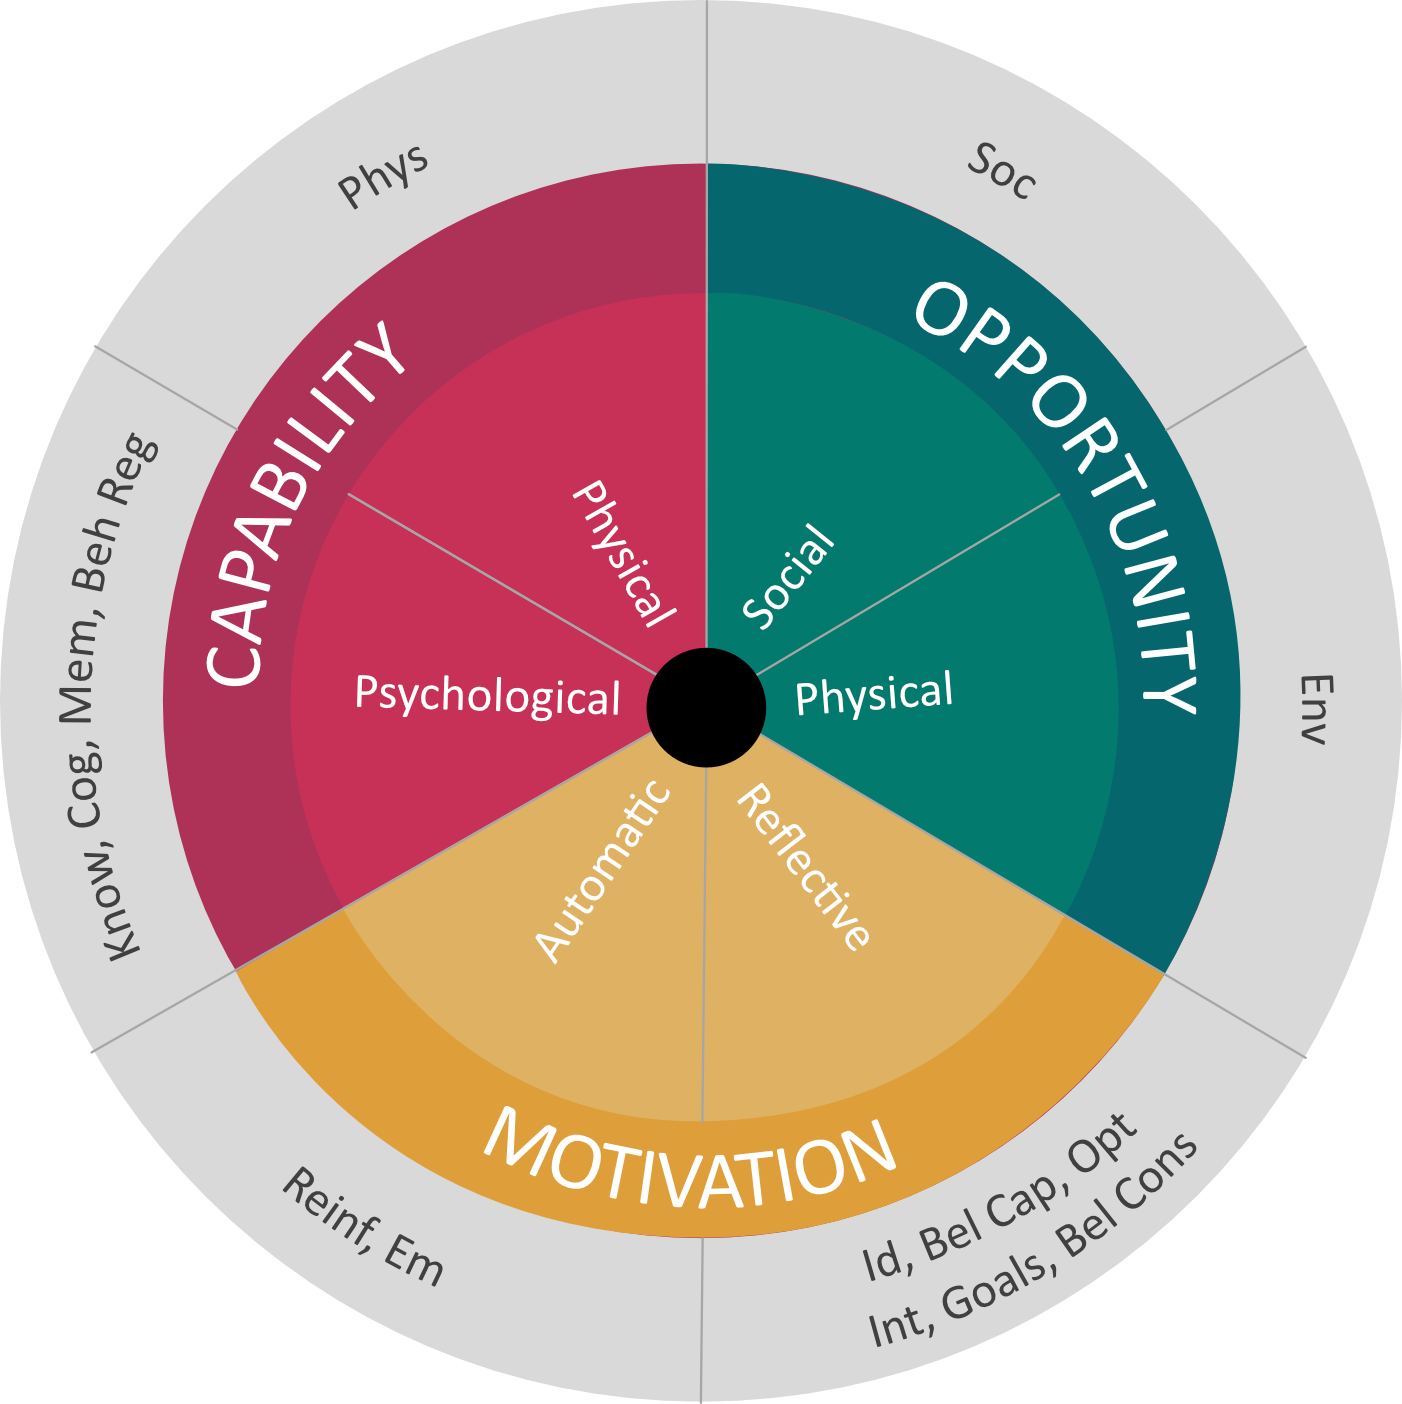 Phys
Soc
CAPABILITY
OPPORTUNITY
Know, Cog, Mem, Beh Reg
Physical
Social
Psychological
Physical
Env
Automatic
Reflective
MOTIVATION
Reinf, Em
Id, Bel Cap, Opt
Int, Goals, Bel Cons